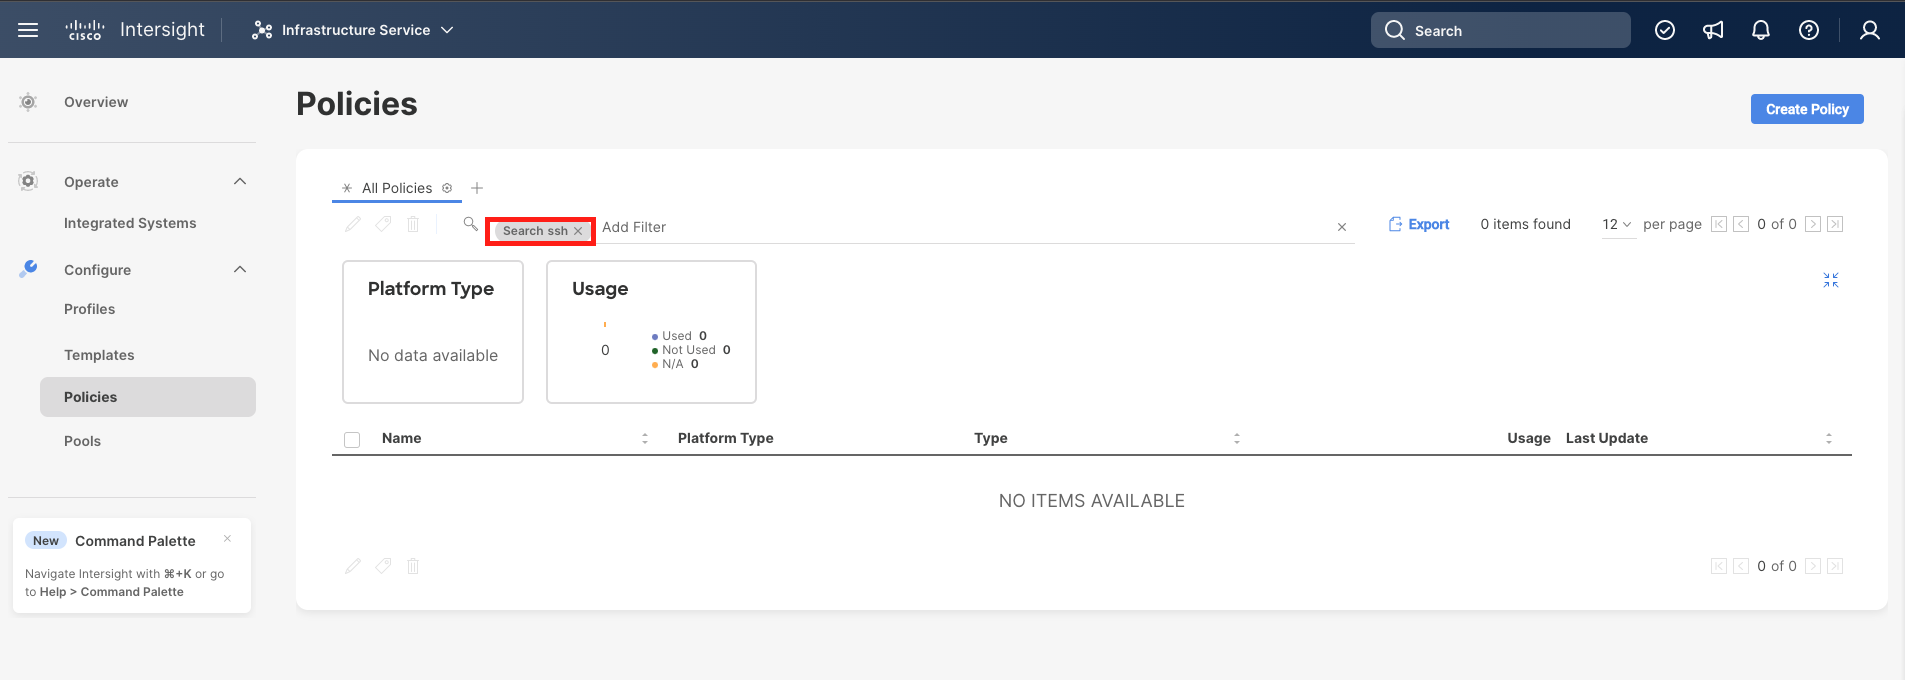 cisco Intersight Infrastructure Service Search
Overview
Operate
Integrated Systems
Configure
Profiles
Templates
Policies
Pools
New Command Palette
Navigate Intersight with ⌘+K or go
to Help > Command Palette
Policies
Create Policy
All Policies
Search ssh Add Filter Export 0 items found 12 per page 0 of 0
Platform Type
No data available
Usage
0
Used 0
Not Used 0
N/A 0
Name Platform Type Type Usage Last Update
NO ITEMS AVAILABLE
0 of 0